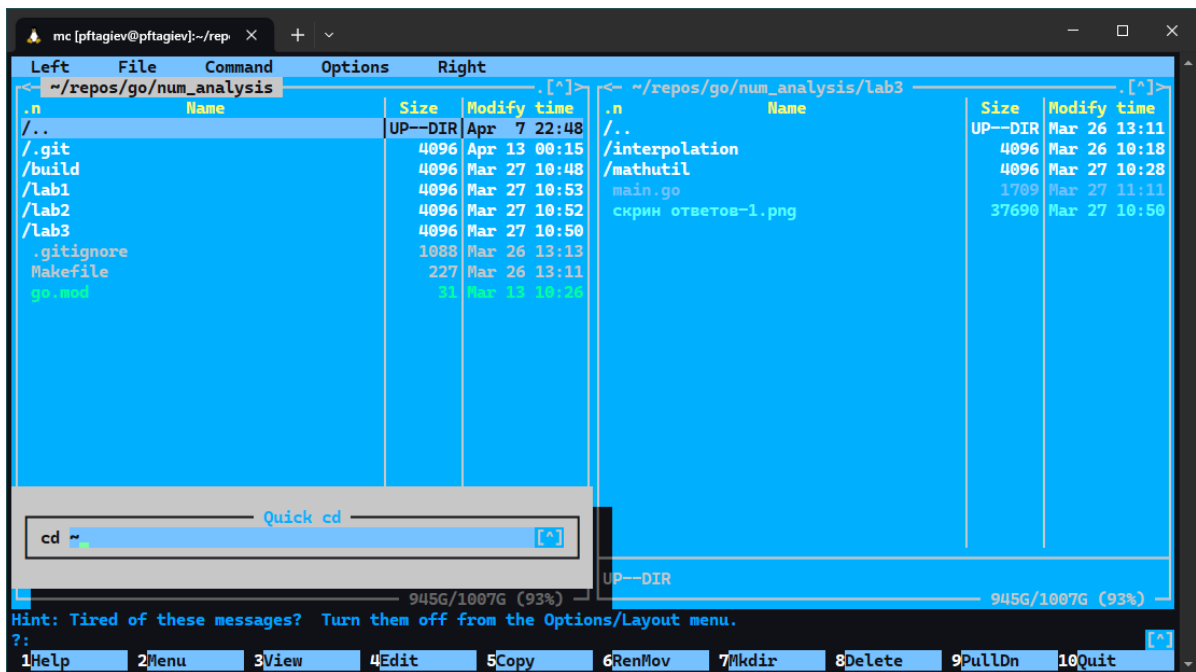 mc [pftagiev@pftagiev]:~/rep
Left File Command Options Right
<- ~/repos/go/num_analysis .[^]>
.n Name Size Modify time
/.. UP--DIR Apr 7 22:48
/.git 4096 Apr 13 00:15
/build 4096 Mar 27 10:48
/lab1 4096 Mar 27 10:53
/lab2 4096 Mar 27 10:52
/lab3 4096 Mar 27 10:50
.gitignore 1088 Mar 26 13:13
Makefile 227 Mar 26 13:11
go.mod 31 Mar 13 10:26
Quick cd
cd ~ [^]
945G/1007G (93%)
<- ~/repos/go/num_analysis/lab3 .[^]>
.n Name Size Modify time
/.. UP--DIR Mar 26 13:11
/interpolation 4096 Mar 26 10:18
/mathutil 4096 Mar 27 10:28
main.go 1709 Mar 27 11:11
скрин ответов-1.png 37690 Mar 27 10:50
UP--DIR
945G/1007G (93%)
Hint: Tired of these messages? Turn them off from the Options/Layout menu.
?: [^]
1Help 2Menu 3View 4Edit 5Copy 6RenMov 7Mkdir 8Delete 9PullDn 10Quit